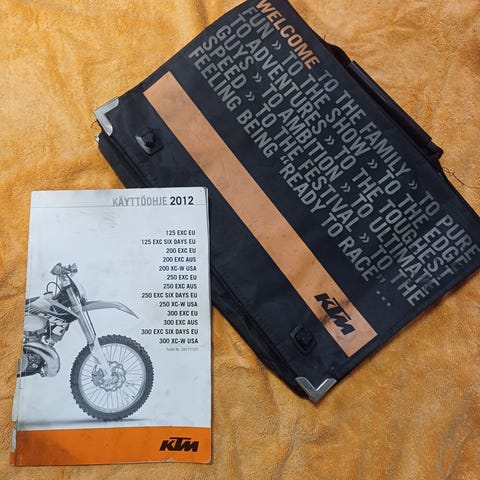 KÄYTTÖOHJE 2012
125 EXC EU
125 EXC SIX DAYS EU
200 EXC EU
200 EXC AUS
200 XC-W USA
250 EXC EU
250 EXC AUS
250 EXC SIX DAYS EU
250 XC-W USA
300 EXC EU
300 EXC AUS
300 EXC SIX DAYS EU
300 XC-W USA
KTM
WELCOME TO THE FAMILY » TO PURE
FUN » TO THE SHOW » TO THE EDGE
TO ADVENTURES » TO THE TOUGHEST
GUYS » TO AMBITION » TO ULTIMATE
SPEED » TO THE FESTIVAL » TO THE
FEELING BEING "READY TO RACE"...
KTM